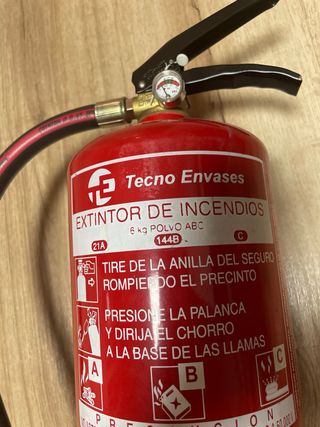 Tecno Envases
EXTINTOR DE INCENDIOS
6 kg POLVO ABC
21A 144B C
TIRE DE LA ANILLA DEL SEGURO
ROMPIENDO EL PRECINTO
PRESIONE LA PALANCA
Y DIRIJA EL CHORRO
A LA BASE DE LAS LLAMAS
A B C
PRECAUCION